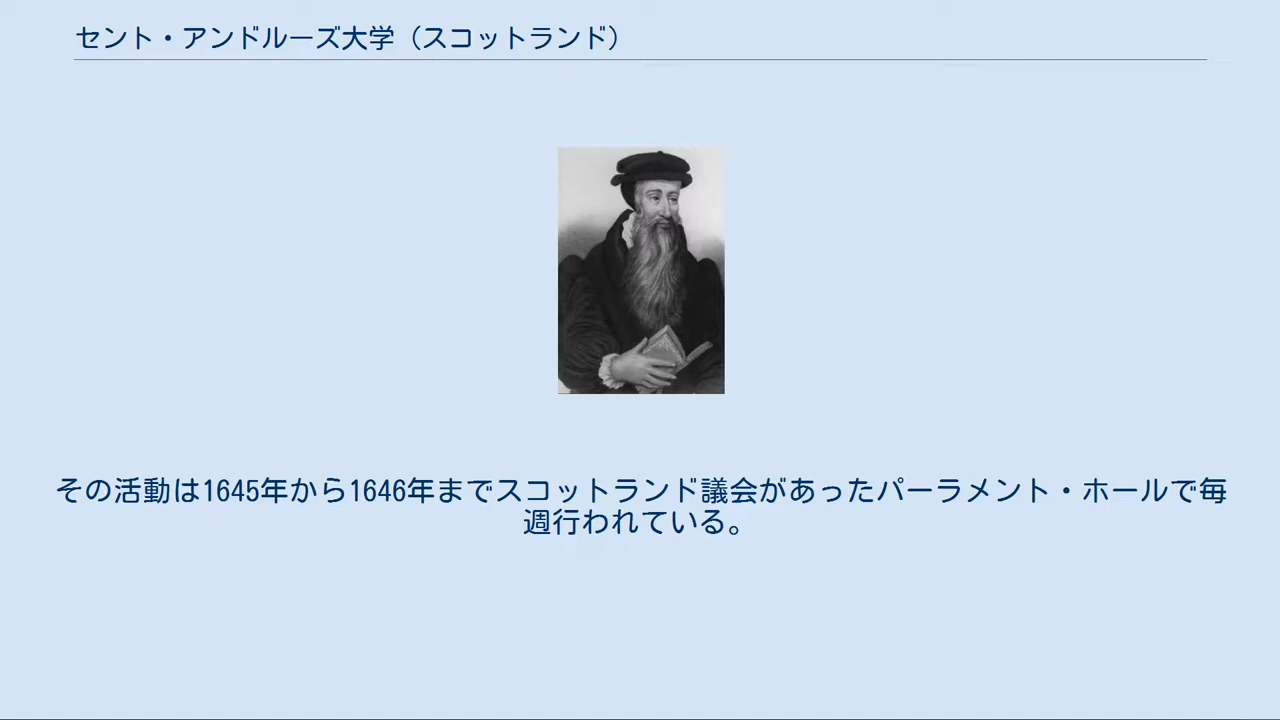 セント・アンドルーズ大学（スコットランド）
その活動は1645年から1646年までスコットランド議会があったパーラメント・ホールで毎
週行われている。